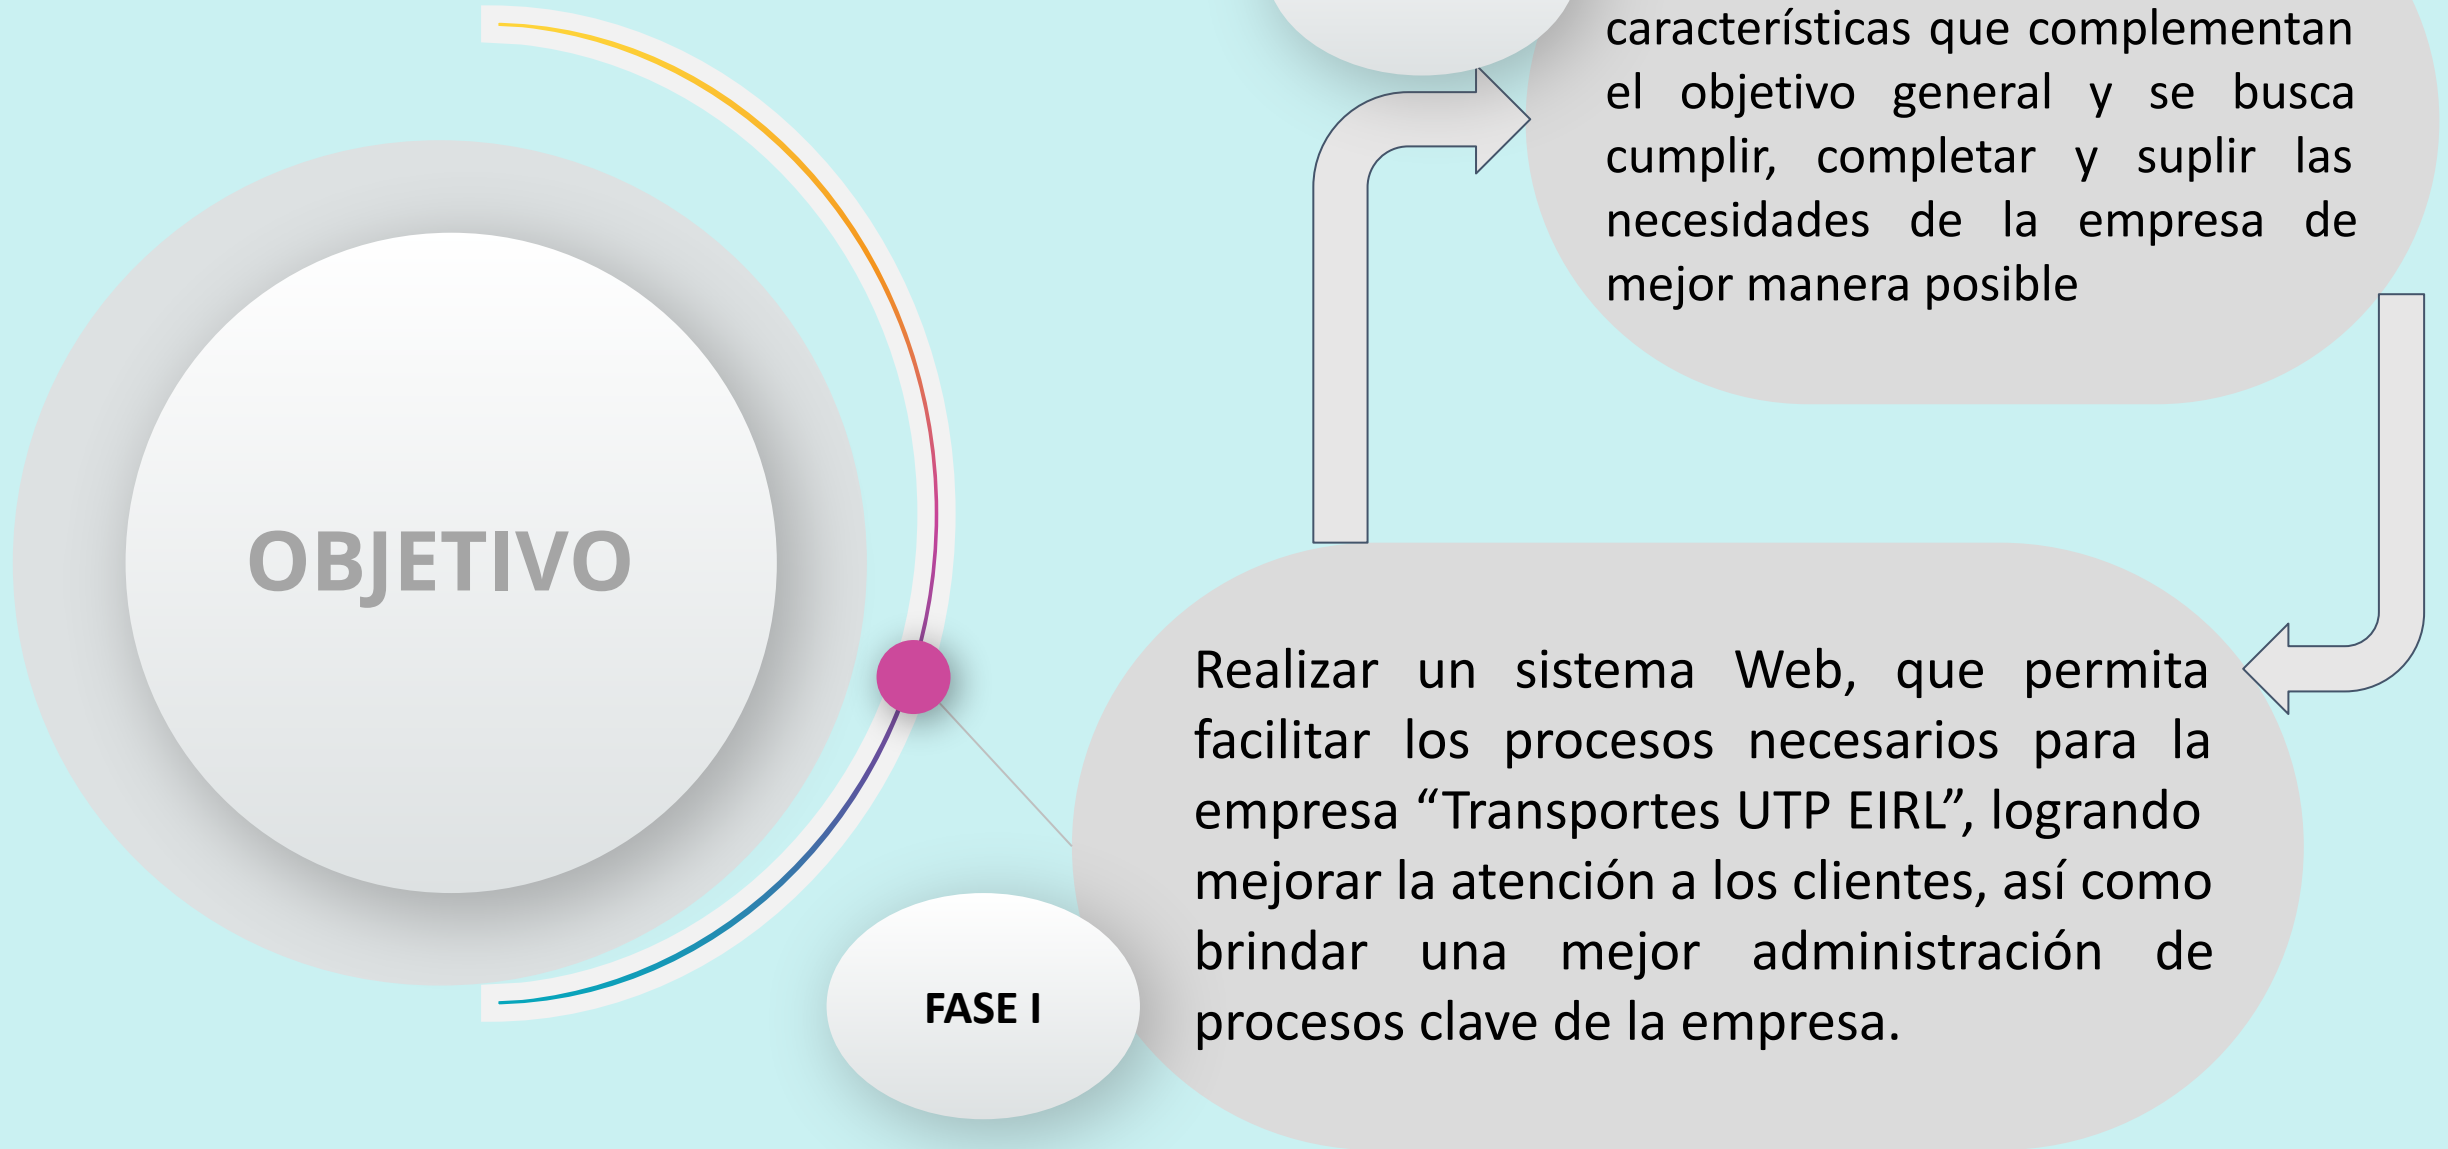 características que complementan
el objetivo general y se busca
cumplir, completar y suplir las
necesidades de la empresa de
mejor manera posible
OBJETIVO
Realizar un sistema Web, que permita
facilitar los procesos necesarios para la
empresa “Transportes UTP EIRL”, logrando
mejorar la atención a los clientes, así como
brindar una mejor administración de
procesos clave de la empresa.
FASE I